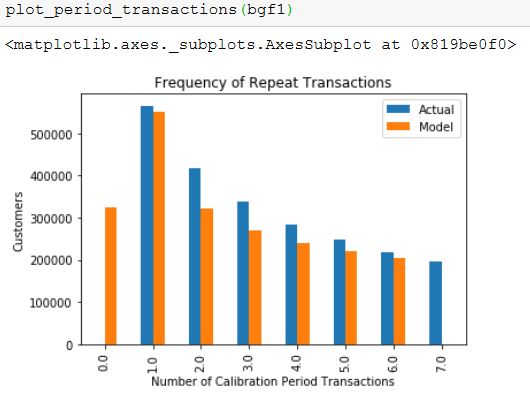 plot_period_transactions(bgf1)
<matplotlib.axes._subplots.AxesSubplot at 0x819be0f0>
Frequency of Repeat Transactions
Actual
Model
500000
400000
300000
200000
100000
0
Customers
0.0 1.0 2.0 3.0 4.0 5.0 6.0 7.0
Number of Calibration Period Transactions